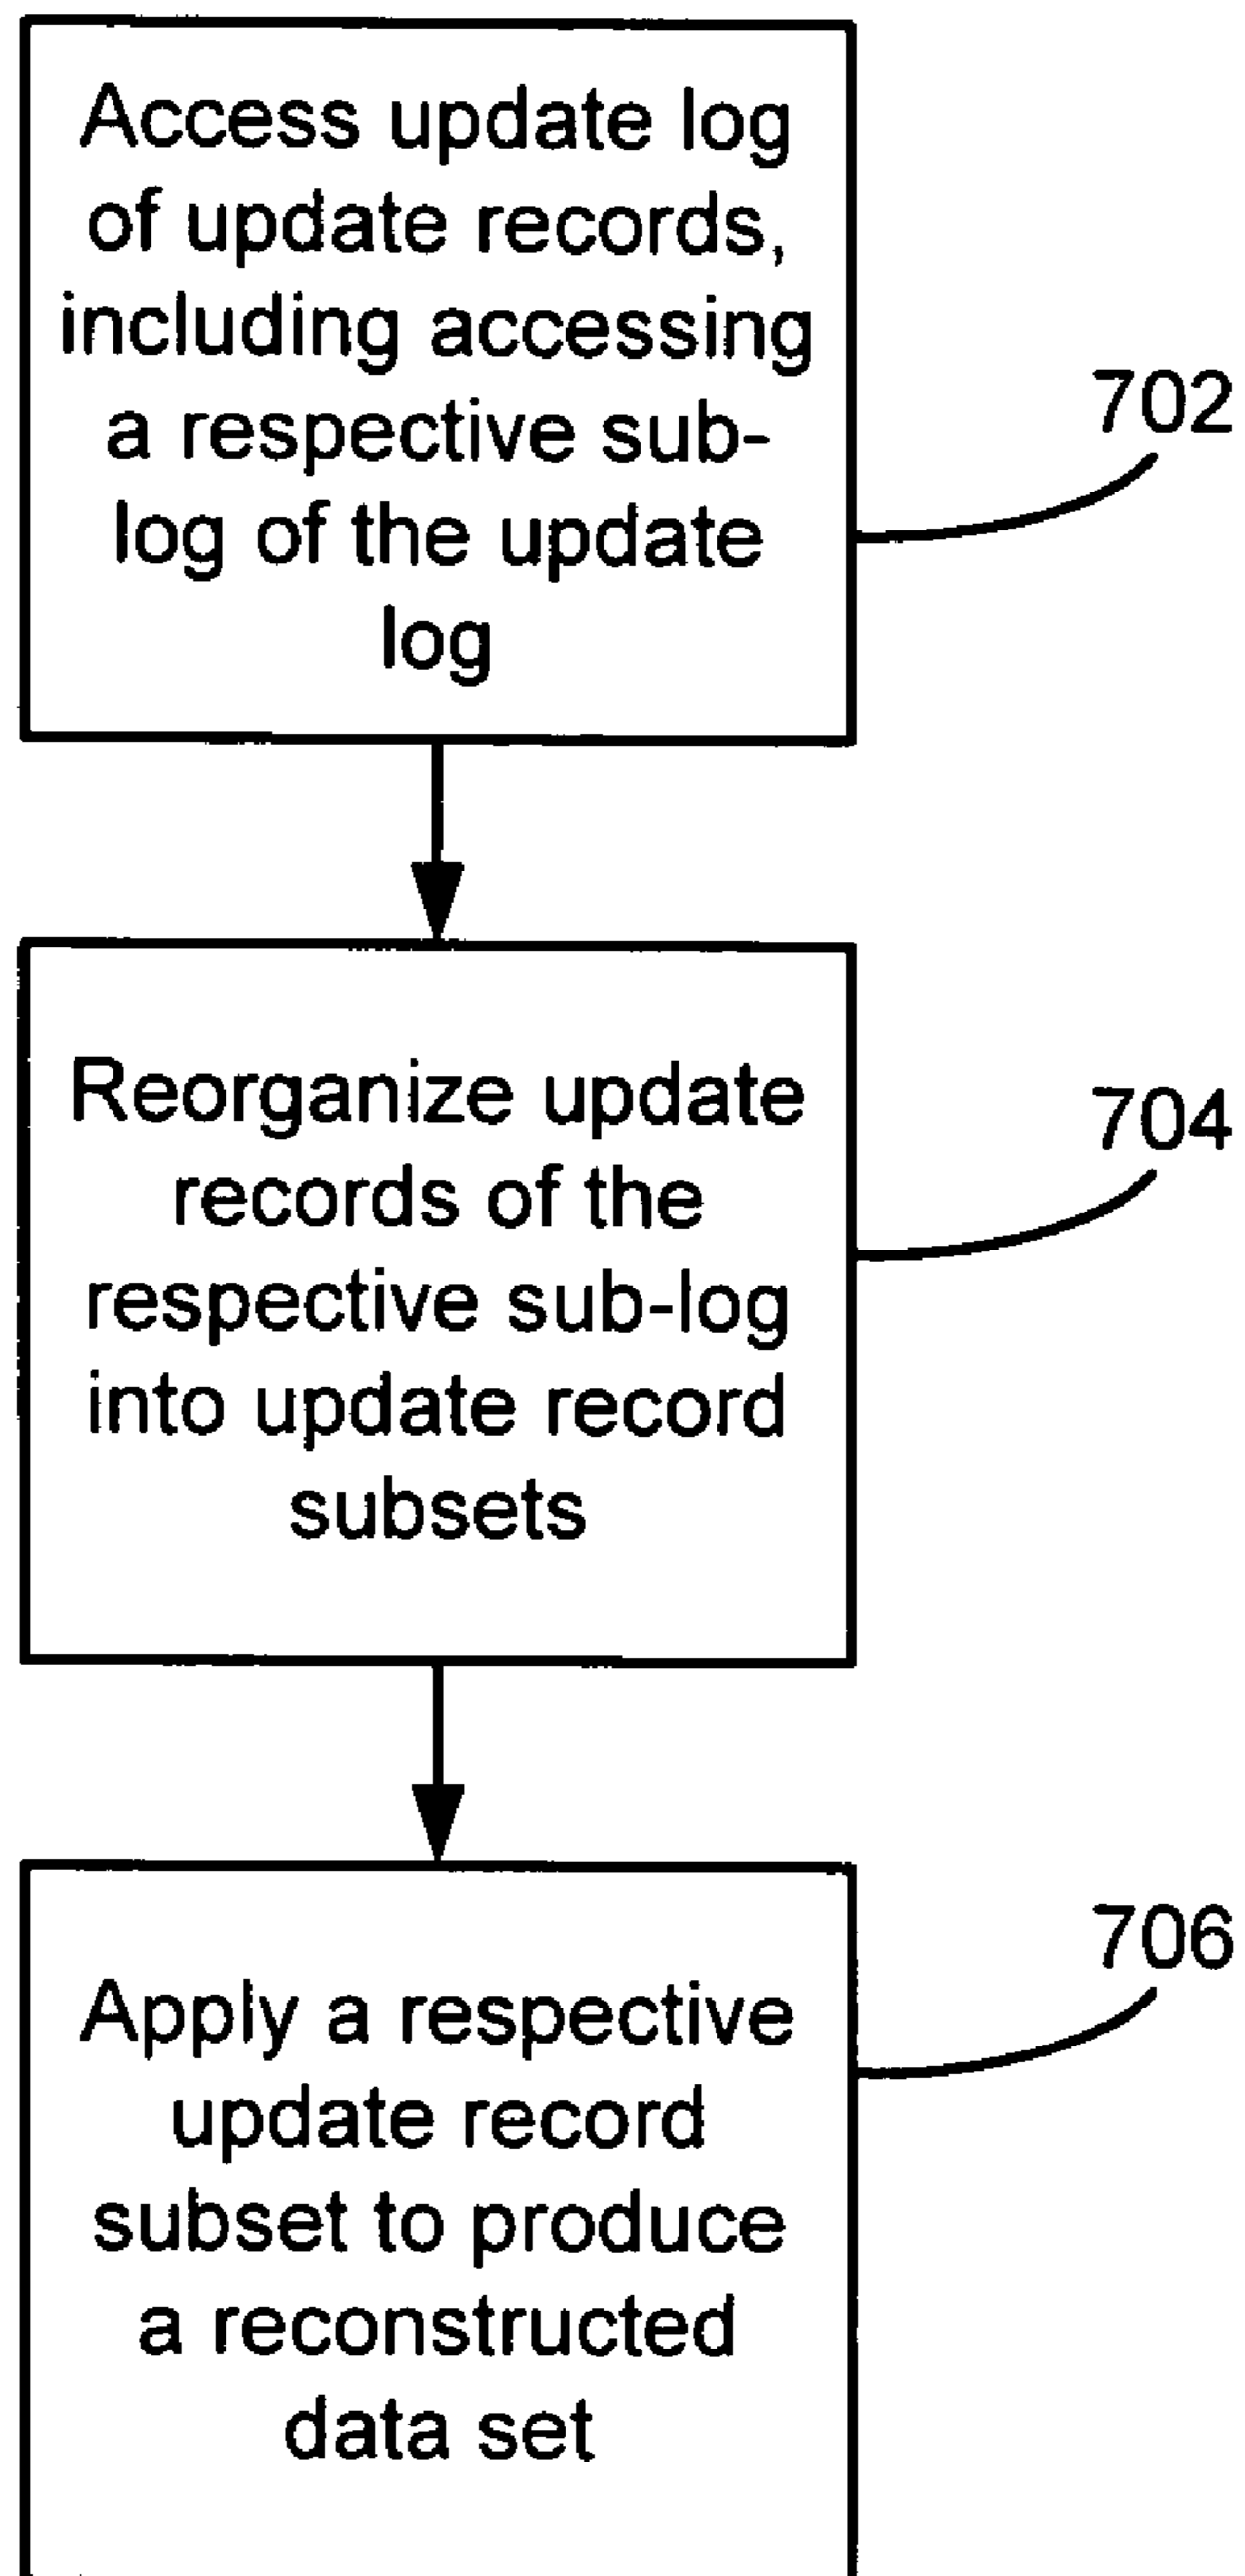 Access update log
of update records,
including accessing
a respective sub-
log of the update
log
702
Reorganize update
records of the
respective sub-log
into update record
subsets
704
Apply a respective
update record
subset to produce
a reconstructed
data set
706